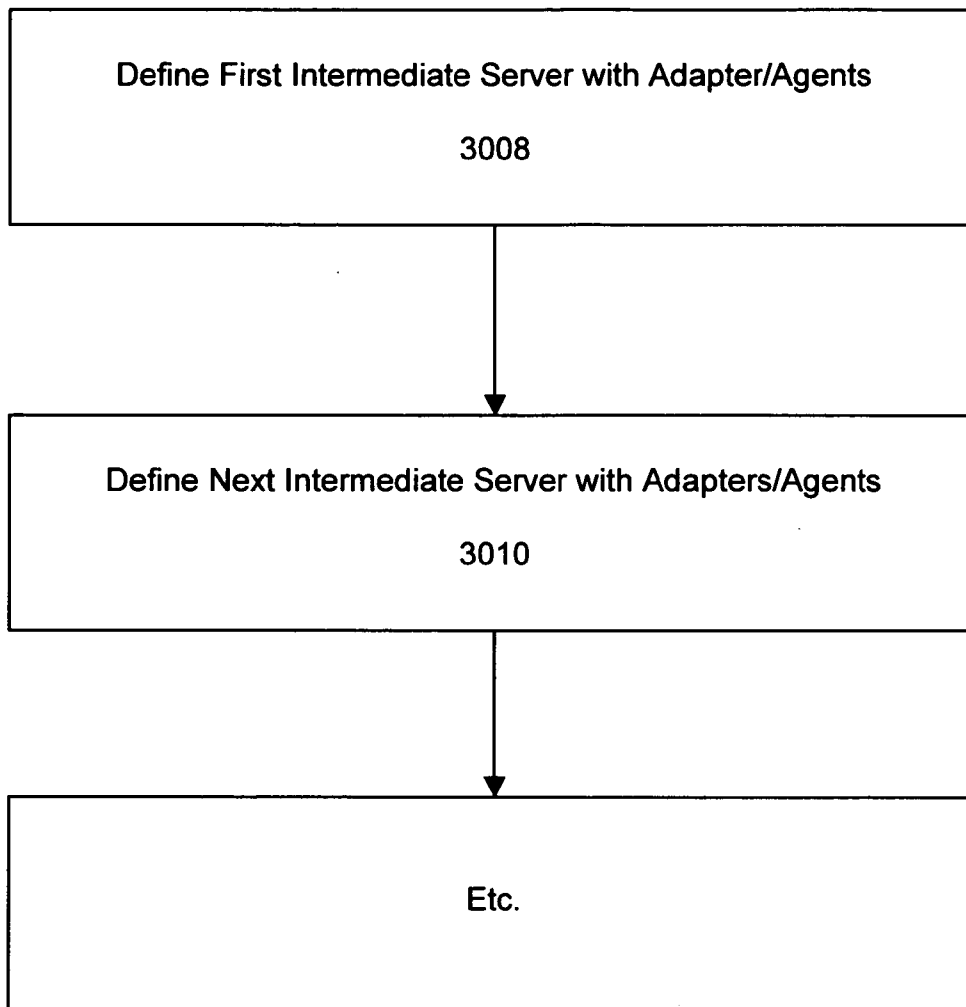 Define First Intermediate Server with Adapter/Agents
3008
Define Next Intermediate Server with Adapters/Agents
3010
Etc.